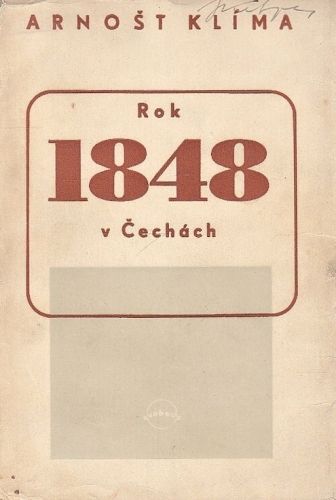 ARNOŠT KLÍMA
Rok
1848
v Čechách